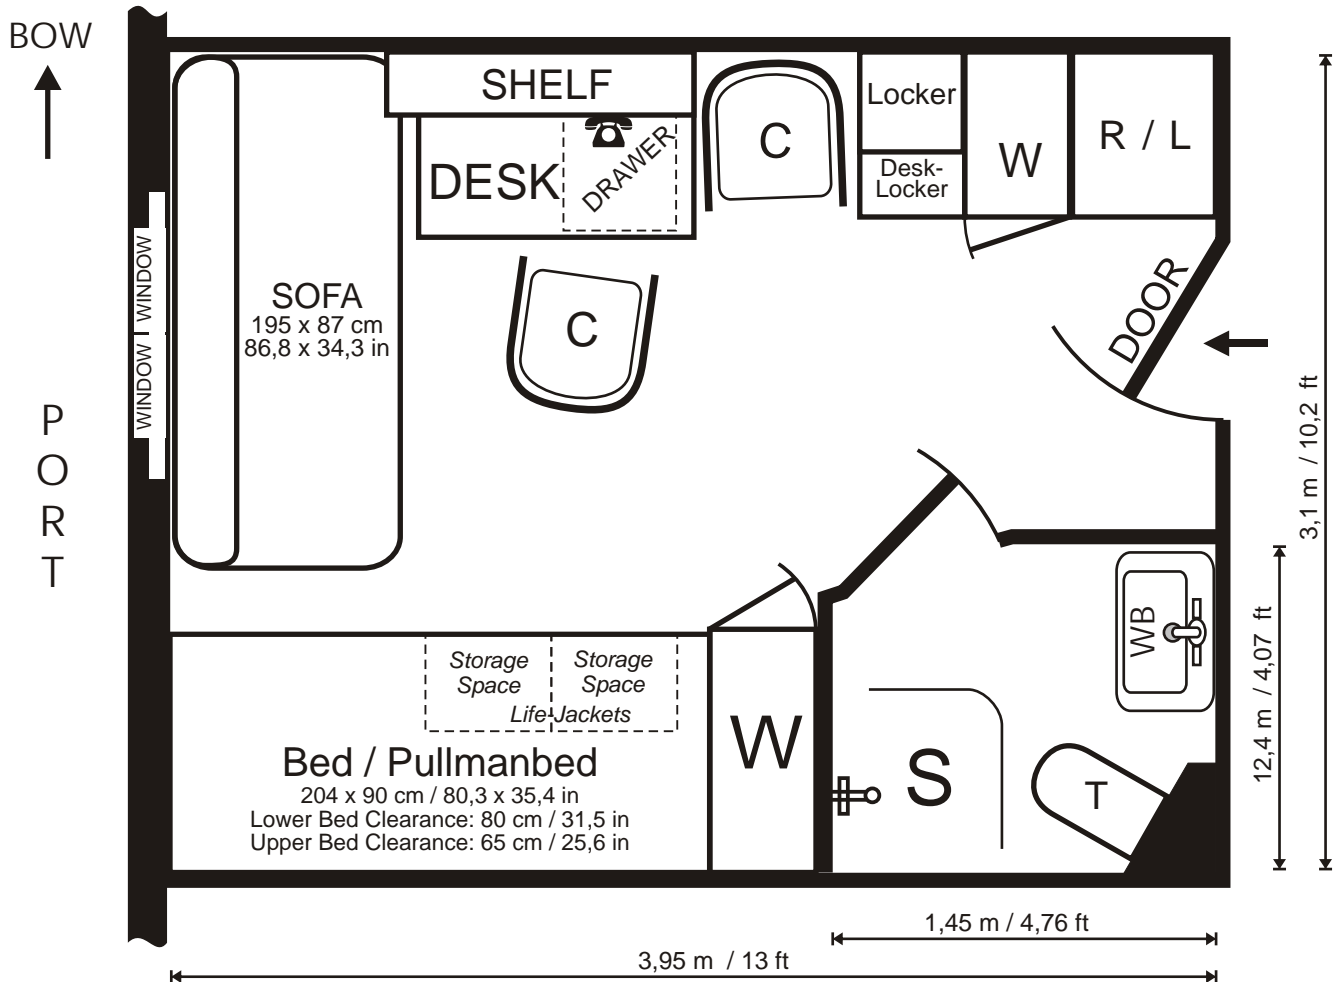 BOW
SHELF
Locker
C
R / L
W
DESK
DRAWER
Desk-
Locker
WINDOW
WINDOW
SOFA
195 x 87 cm
86,8 x 34,3 in
C
DOOR
PORT
3,1 m / 10,2 ft
Storage
Space
Storage
Space
Life-Jackets
W
WB
12,4 m / 4,07 ft
Bed / Pullmanbed
204 x 90 cm / 80,3 x 35,4 in
Lower Bed Clearance: 80 cm / 31,5 in
Upper Bed Clearance: 65 cm / 25,6 in
S
T
1,45 m / 4,76 ft
3,95 m / 13 ft